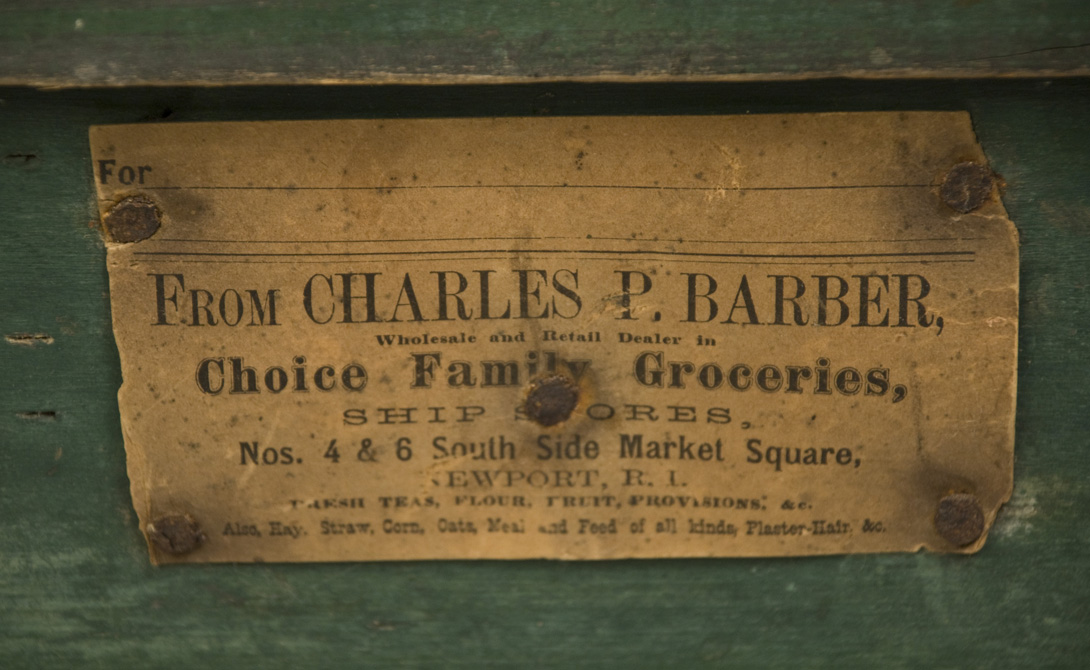 For
From CHARLES P. BARBER,
Wholesale and Retail Dealer in
Choice Family Groceries,
SHIP STORES,
Nos. 4 & 6 South Side Market Square,
NEWPORT, R. I.
FRESH TEAS, FLOUR, FRUIT, PROVISIONS, &c.
Also, Hay, Straw, Corn, Oats, Meal and Feed of all kinds, Plaster-Hair, &c.